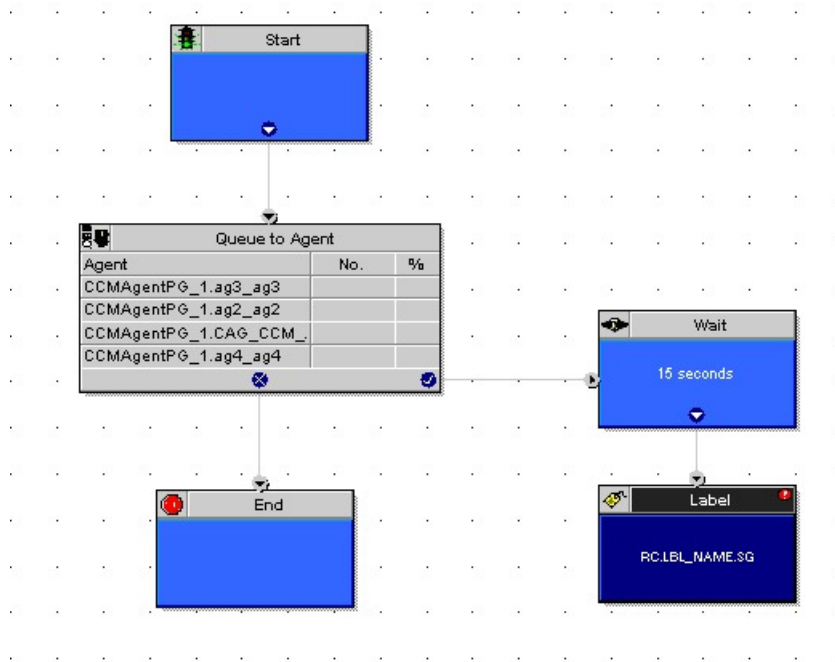 Start
Queue to Agent
Agent No. %
CCMAgentPG_1.ag3_ag3
CCMAgentPG_1.ag2_ag2
CCMAgentPG_1.CAG_CCM_.
CCMAgentPG_1.ag4_ag4
Wait
15 seconds
End
Label
RC.LBL_NAME.SG